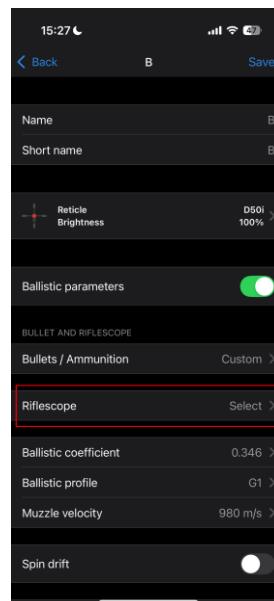 15:27
47
Back B Save
Name B
Short name B
Reticle D50i
Brightness 100%
Ballistic parameters
BULLET AND RIFLESCOPE
Bullets / Ammunition Custom
Riflescope Select
Ballistic coefficient 0.346
Ballistic profile G1
Muzzle velocity 980 m/s
Spin drift